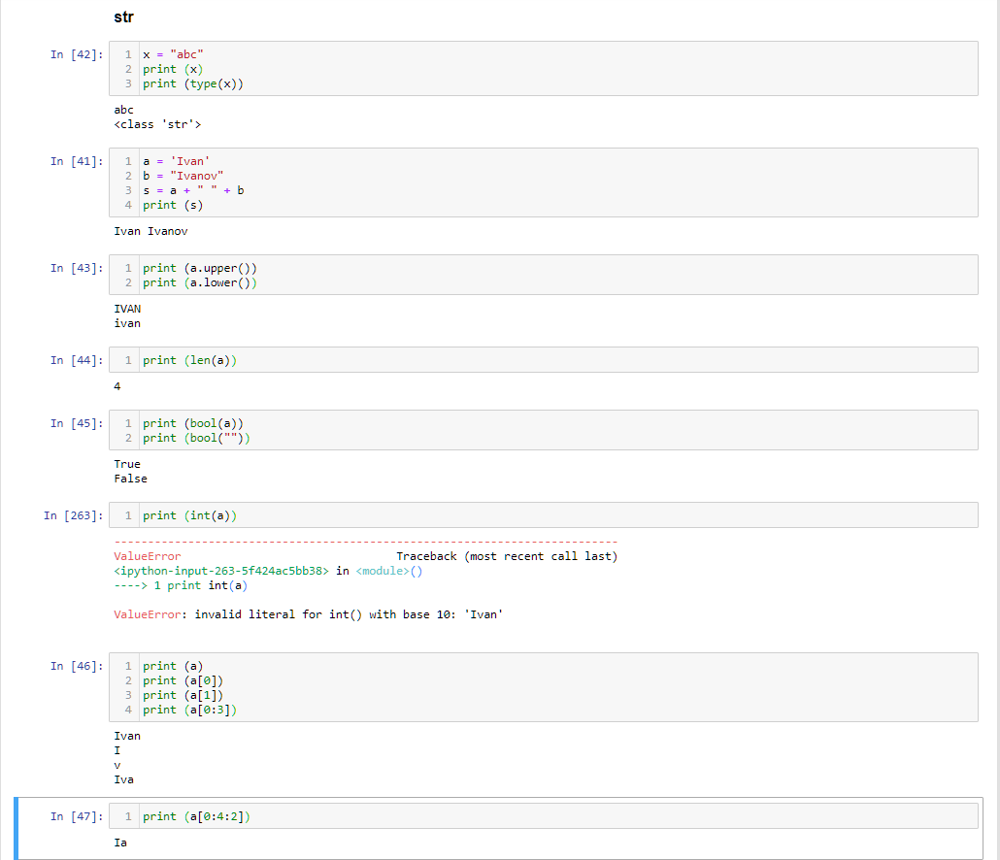 str
In [42]:
1 x = "abc"
2 print (x)
3 print (type(x))
abc
<class 'str'>
In [41]:
1 a = 'Ivan'
2 b = "Ivanov"
3 s = a + " " + b
4 print (s)
Ivan Ivanov
In [43]:
1 print (a.upper())
2 print (a.lower())
IVAN
ivan
In [44]:
1 print (len(a))
4
In [45]:
1 print (bool(a))
2 print (bool(""))
True
False
In [263]:
1 print (int(a))
---------------------------------------------------------------------------
ValueError                                Traceback (most recent call last)
<ipython-input-263-5f424ac5bb38> in <module>()
----> 1 print int(a)
ValueError: invalid literal for int() with base 10: 'Ivan'
In [46]:
1 print (a)
2 print (a[0])
3 print (a[1])
4 print (a[0:3])
Ivan
I
v
Iva
In [47]:
1 print (a[0:4:2])
Ia